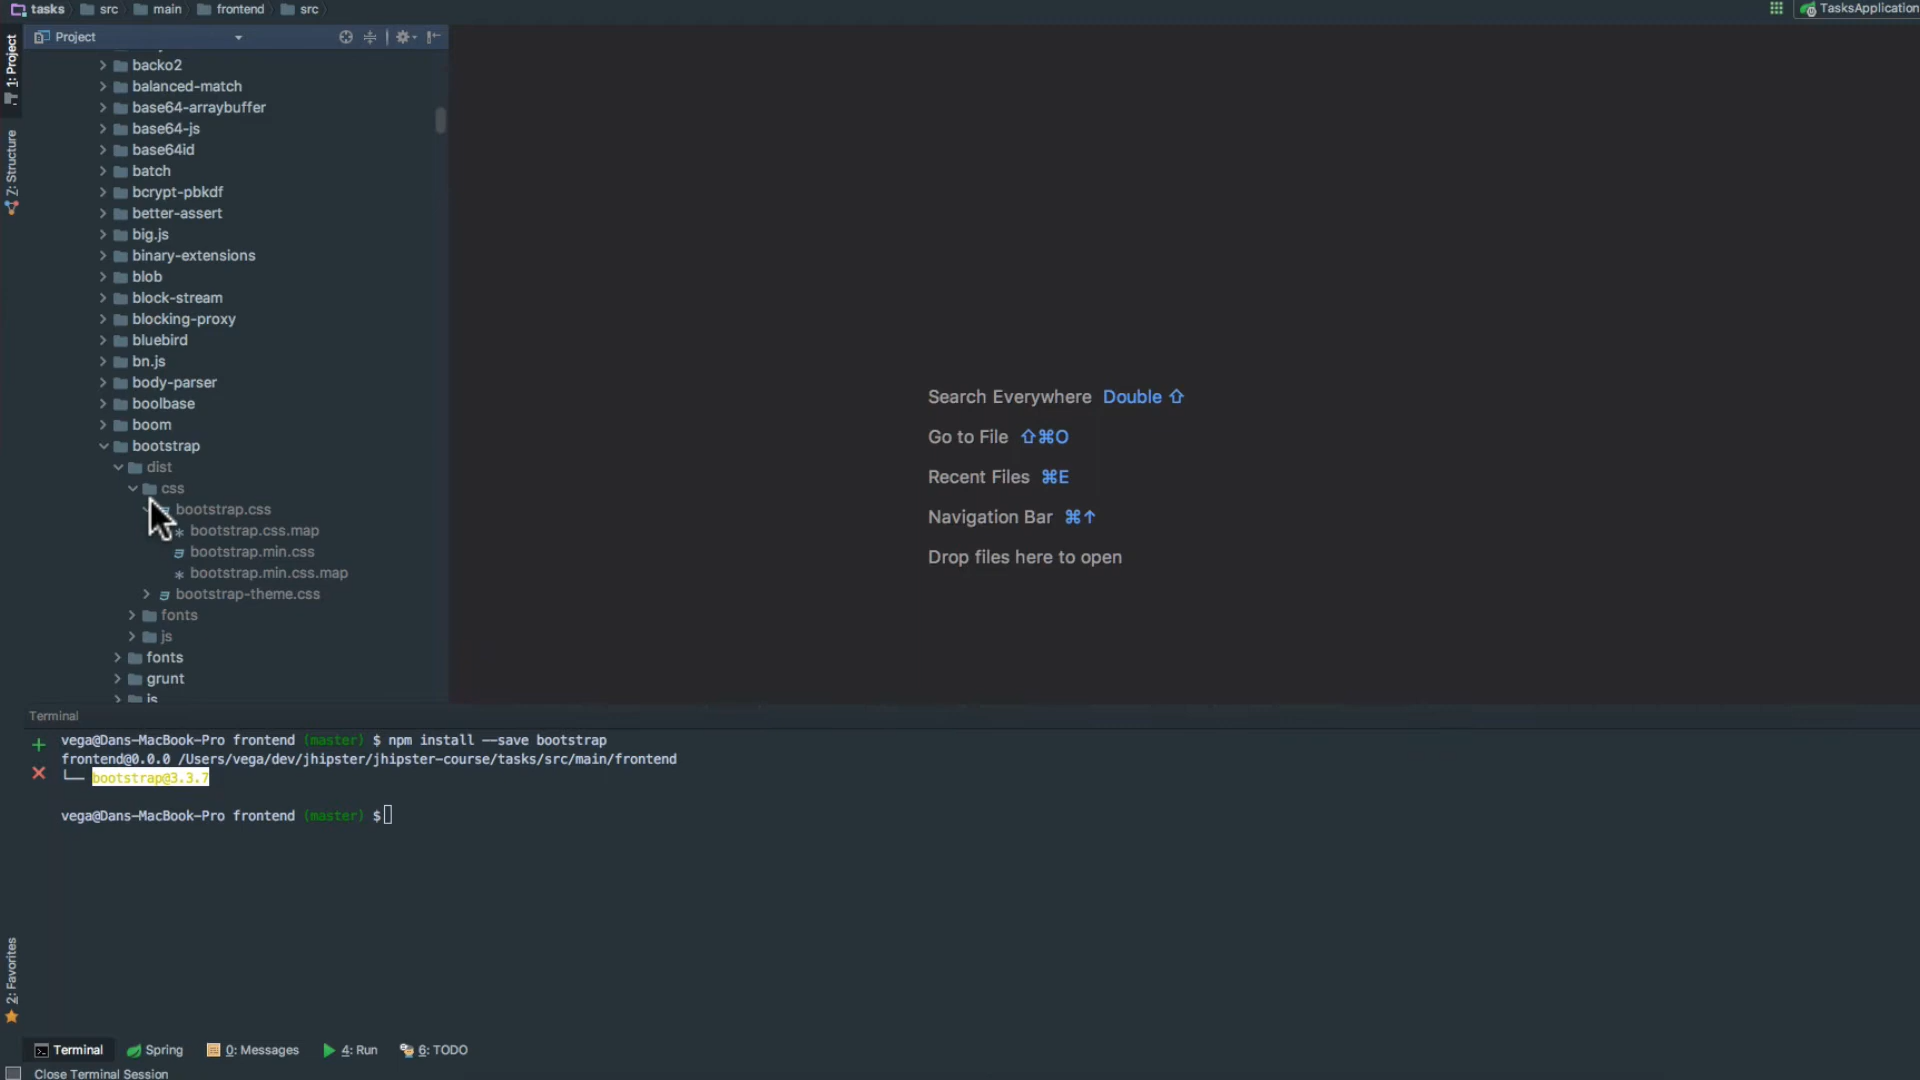 tasks src main frontend src TasksApplication
Project
1: Project
7: Structure
backo2
balanced-match
base64-arraybuffer
base64-js
base64id
batch
bcrypt-pbkdf
better-assert
big.js
binary-extensions
blob
block-stream
blocking-proxy
bluebird
bn.js
body-parser
boolbase
boom
bootstrap
dist
css
bootstrap.css
bootstrap.css.map
bootstrap.min.css
bootstrap.min.css.map
bootstrap-theme.css
fonts
js
fonts
grunt
js
Search Everywhere Double ⇧
Go to File ⇧⌘O
Recent Files ⌘E
Navigation Bar ⌘↑
Drop files here to open
Terminal
vega@Dans-MacBook-Pro frontend (master) $ npm install --save bootstrap
frontend@0.0.0 /Users/vega/dev/jhipster/jhipster-course/tasks/src/main/frontend
└── bootstrap@3.3.7
vega@Dans-MacBook-Pro frontend (master) $
2: Favorites
Terminal Spring 0: Messages 4: Run 6: TODO
Close Terminal Session